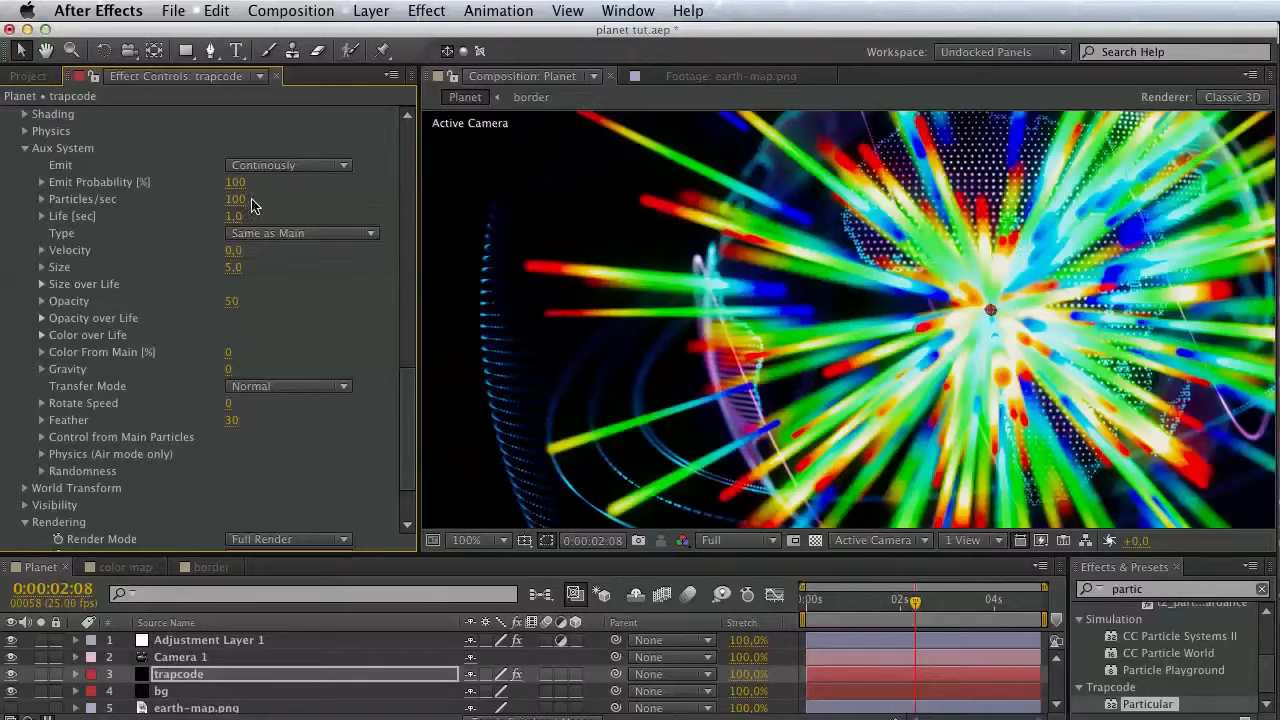 After Effects File Edit Composition Layer Effect Animation View Window Help
planet tut.aep *
Workspace: Undocked Panels Search Help
Project Effect Controls: trapcode Composition: Planet Footage: earth-map.png
Planet • trapcode Planet border Renderer: Classic 3D
Active Camera
Shading
Physics
Aux System
Emit Continously
Emit Probability [%] 100
Particles/sec 100
Life [sec] 1,0
Type Same as Main
Velocity 0,0
Size 5,0
Size over Life
Opacity 50
Opacity over Life
Color over Life
Color From Main [%] 0
Gravity 0
Transfer Mode Normal
Rotate Speed 0
Feather 30
Control from Main Particles
Physics (Air mode only)
Randomness
World Transform
Visibility
Rendering
Render Mode Full Render
100% 0:00:02:08 Full Active Camera 1 View +0,0
Planet color map border Effects & Presets
0:00:02:08
00058 (25.00 fps)
partic
:00s 02s 04s
# Source Name Parent Stretch
1 Adjustment Layer 1 None 100,0%
2 Camera 1 None 100,0%
3 trapcode None 100,0%
4 bg None 100,0%
5 earth-map.png None 100,0%
Simulation
CC Particle Systems II
CC Particle World
Particle Playground
Trapcode
Particular